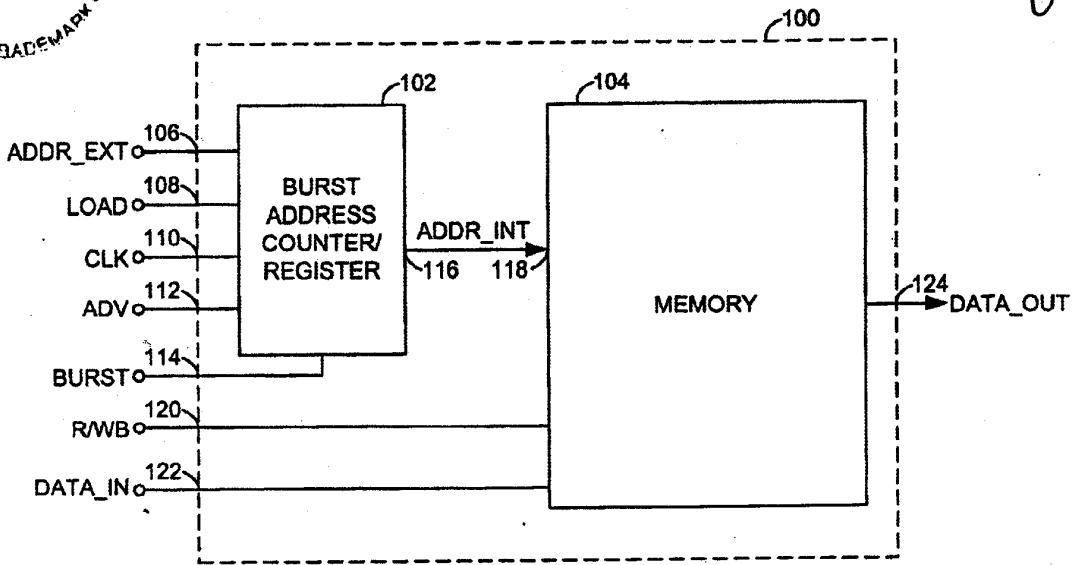 100
102
104
106
ADDR_EXT
108
LOAD
110
CLK
112
ADV
114
BURST
120
R/WB
122
DATA_IN
BURST
ADDRESS
COUNTER/
REGISTER
ADDR_INT
116
118
MEMORY
124
DATA_OUT